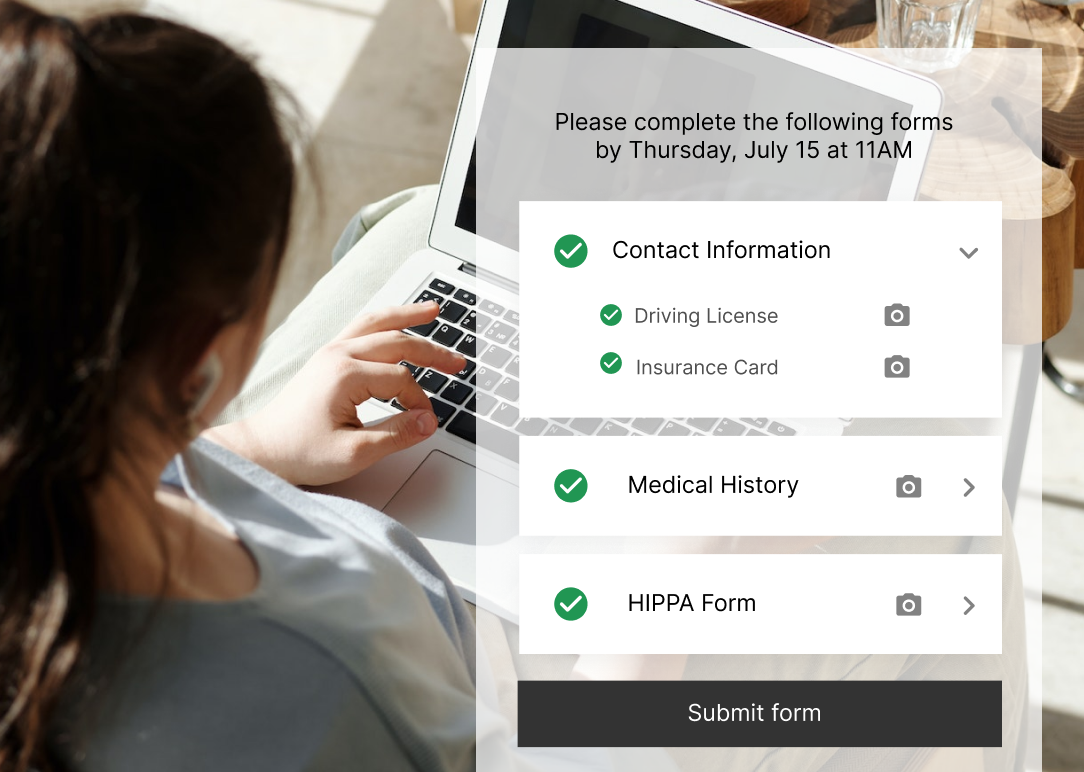 Please complete the following forms
by Thursday, July 15 at 11AM
Contact Information
Driving License
Insurance Card
Medical History
HIPPA Form
Submit form